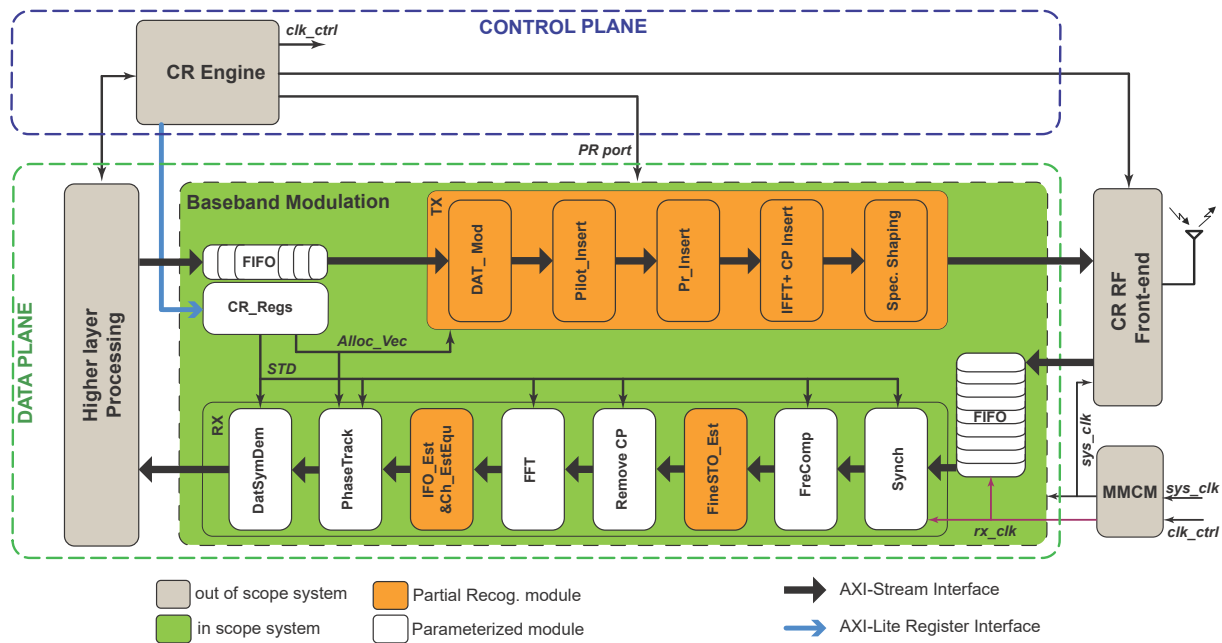 clk_ctrl
CONTROL PLANE
CR Engine
PR port
DATA PLANE
Higher layer
Processing
Baseband Modulation
TX
DAT_ Mod
Pilot_Insert
Pr_Insert
IFFT+ CP Insert
Spec. Shaping
FIFO
CR_Regs
Alloc_Vec
STD
CR RF
Front-end
FIFO
sys_clk
RX
DatSymDem
PhaseTrack
IFO_Est
&Ch_EstEqu
FFT
Remove CP
FineSTO_Est
FreComp
Synch
MMCM
sys_clk
rx_clk
clk_ctrl
out of scope system
Partial Recog. module
AXI-Stream Interface
in scope system
Parameterized module
AXI-Lite Register Interface